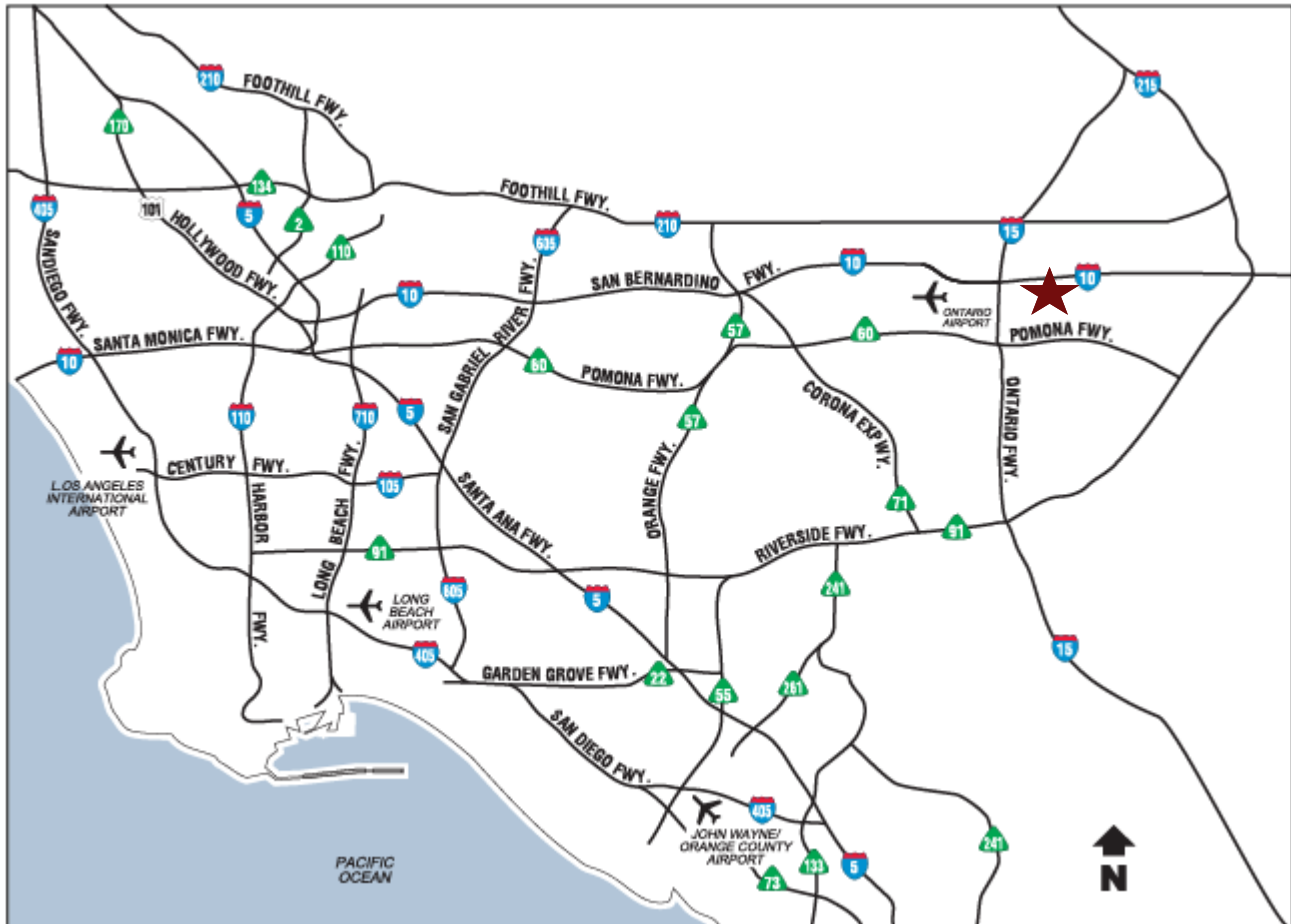 210
FOOTHILL FWY.
215
170
134
405
101
5
2
HOLLYWOOD FWY.
110
FOOTHILL FWY.
210
605
15
SANDIEGO FWY.
10
SAN BERNARDINO FWY.
10
10
ONTARIO
AIRPORT
SANTA MONICA FWY.
10
SAN GABRIEL RIVER FWY.
57
60
POMONA FWY.
60
POMONA FWY.
110
710
5
57
CORONA EXPWY.
ONTARIO FWY.
L.OS ANGELES
INTERNATIONAL
AIRPORT
CENTURY FWY.
105
HARBOR FWY.
LONG BEACH FWY.
SANTA ANA FWY.
ORANGE FWY.
71
91
RIVERSIDE FWY.
91
241
LONG
BEACH
AIRPORT
605
5
405
GARDEN GROVE FWY.
22
55
261
15
SAN DIEGO FWY.
405
JOHN WAYNE/
ORANGE COUNTY
AIRPORT
73
133
5
241
PACIFIC
OCEAN
N